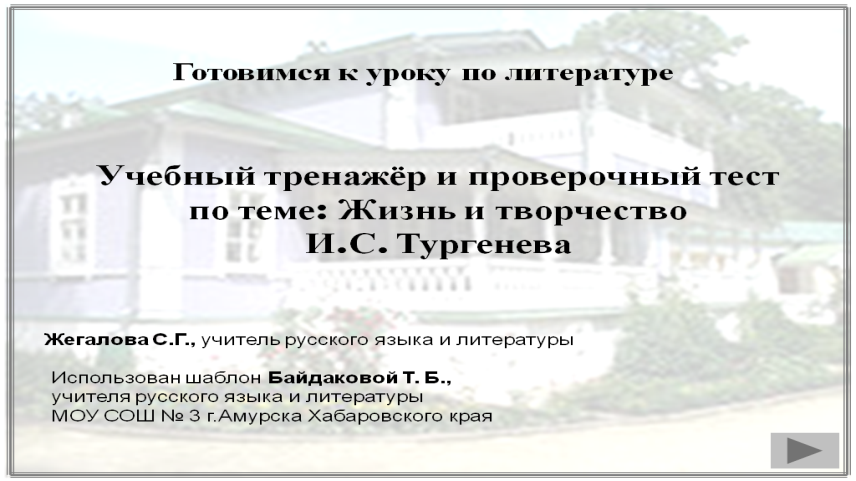 Готовимся к уроку по литературе
Учебный тренажёр и проверочный тест
по теме: Жизнь и творчество
И.С. Тургенева
Жегалова С.Г., учитель русского языка и литературы
Использован шаблон Байдаковой Т. Б.,
учителя русского языка и литературы
МОУ СОШ № 3 г.Амурска Хабаровского края